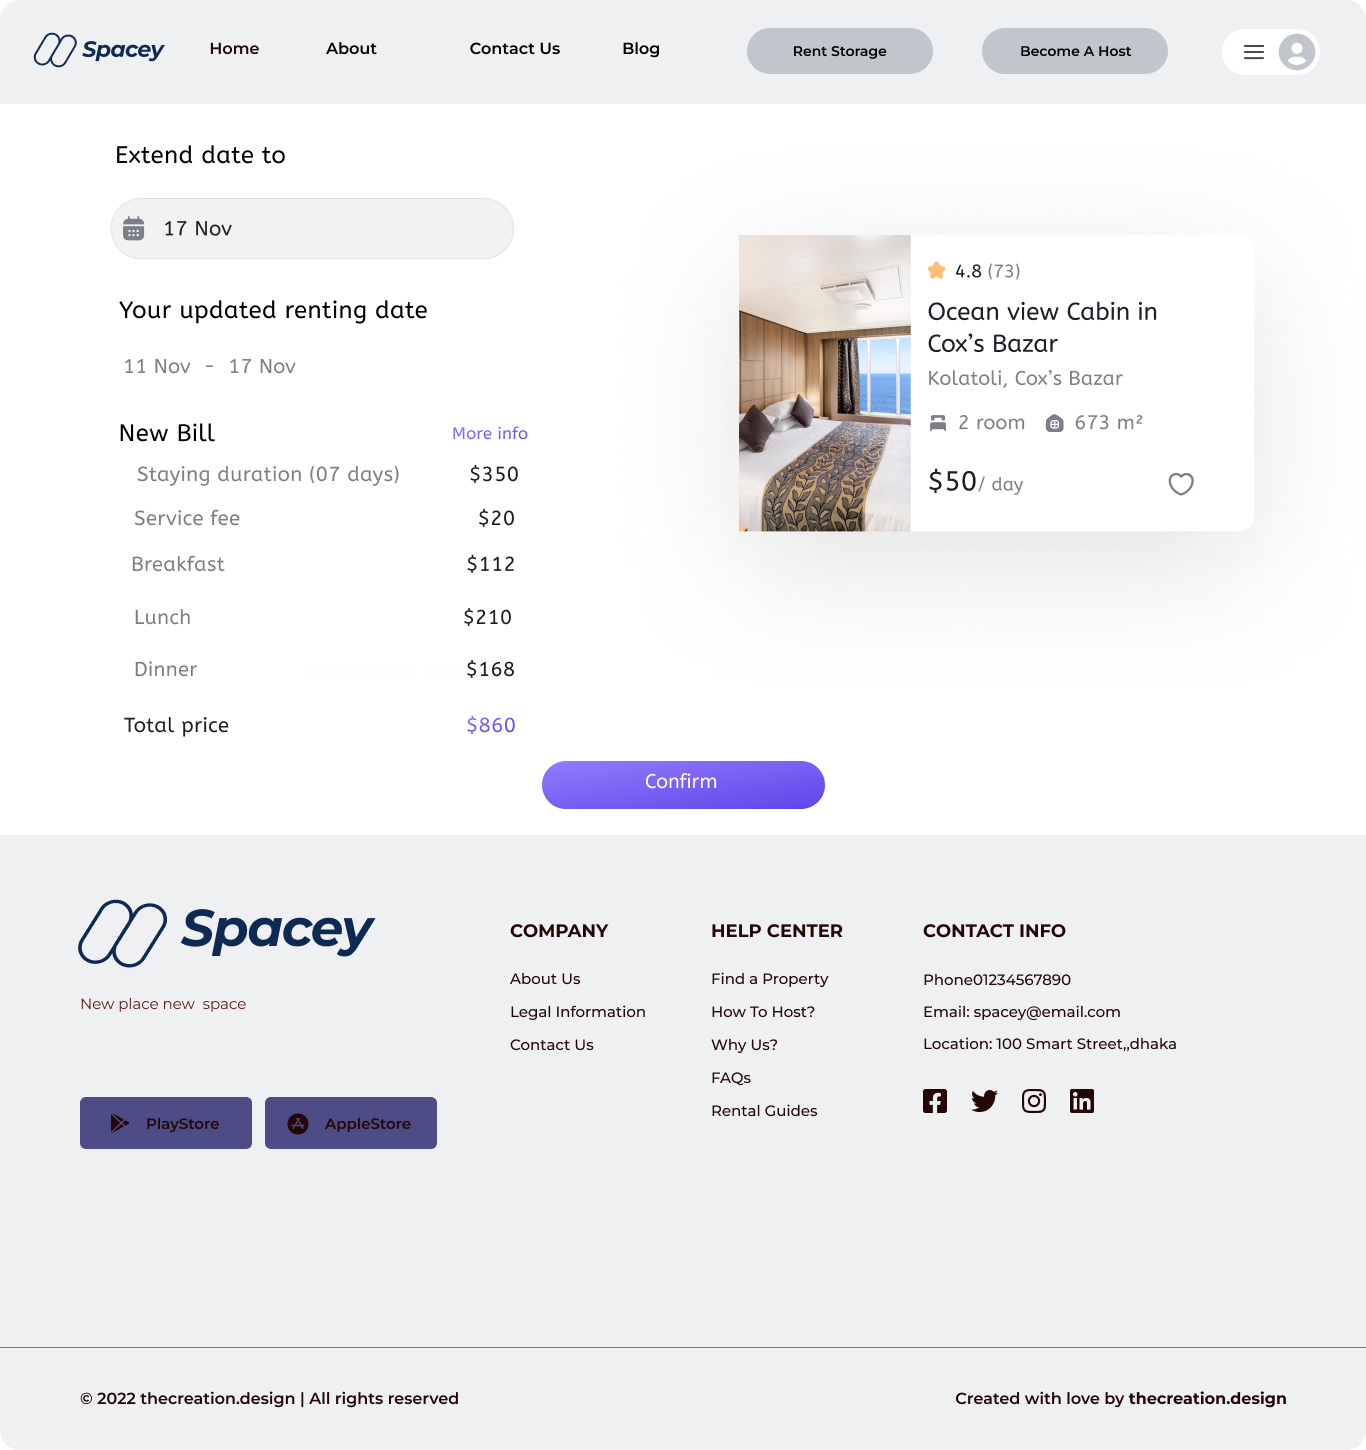 Spacey
Home
About
Contact Us
Blog
Rent Storage
Become A Host
Extend date to
17 Nov
Your updated renting date
11 Nov - 17 Nov
New Bill
More info
Staying duration (07 days) $350
Service fee $20
Breakfast $112
Lunch $210
Dinner $168
Total price $860
4.8 (73)
Ocean view Cabin in
Cox’s Bazar
Kolatoli, Cox’s Bazar
2 room 673 m²
$50/ day
Confirm
Spacey
New place new space
PlayStore
AppleStore
COMPANY
About Us
Legal Information
Contact Us
HELP CENTER
Find a Property
How To Host?
Why Us?
FAQs
Rental Guides
CONTACT INFO
Phone01234567890
Email: spacey@email.com
Location: 100 Smart Street,,dhaka
© 2022 thecreation.design | All rights reserved
Created with love by thecreation.design